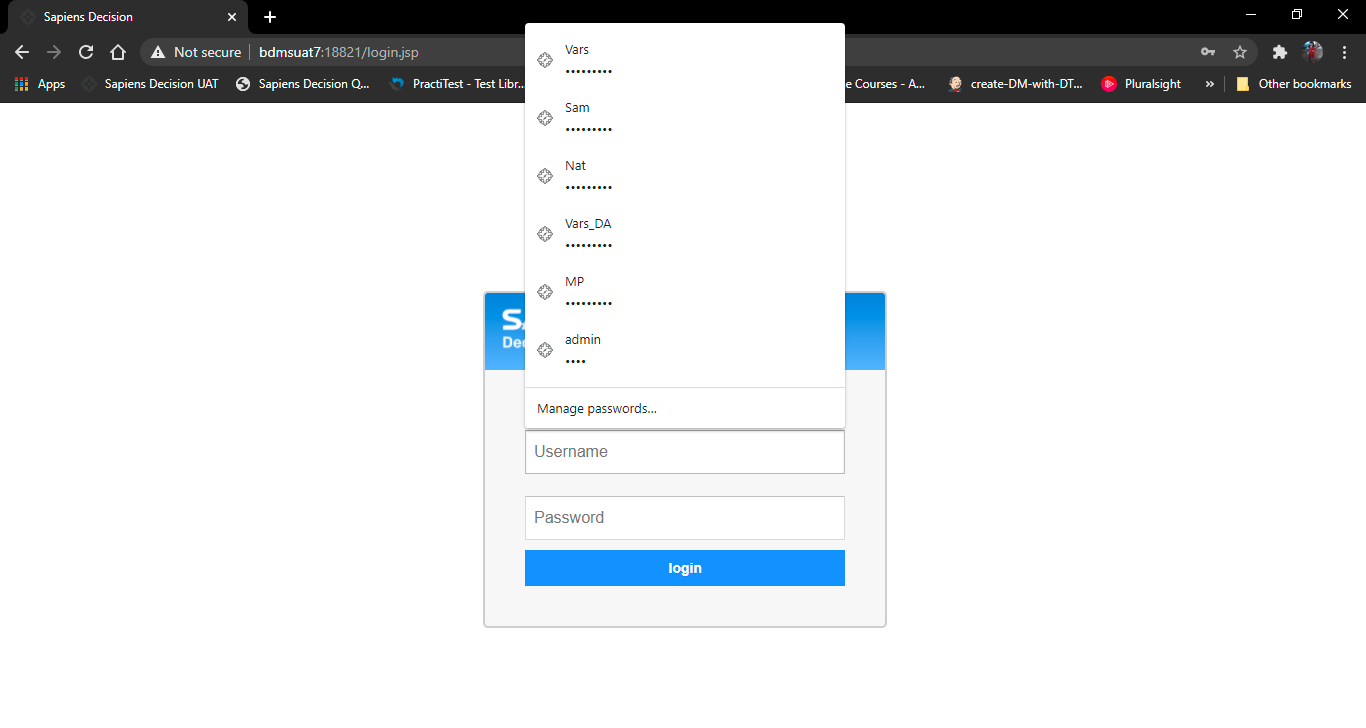 Sapiens Decision
Not secure
bdmsuat7:18821/login.jsp
Apps
Sapiens Decision UAT
Sapiens Decision Q...
PractiTest - Test Libr...
e Courses - A...
create-DM-with-DT...
Pluralsight
»
Other bookmarks
Vars
•••••••••
Sam
•••••••••
Nat
•••••••••
Vars_DA
•••••••••
MP
•••••••••
admin
••••
Manage passwords...
Username
Password
login